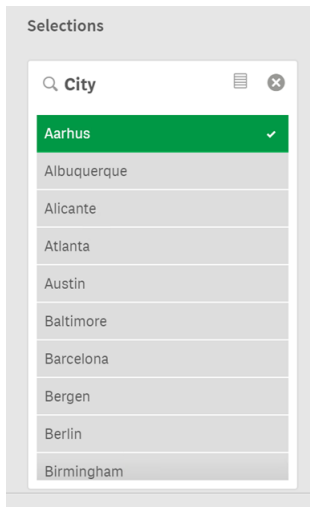 Selections
City
Aarhus
Albuquerque
Alicante
Atlanta
Austin
Baltimore
Barcelona
Bergen
Berlin
Birmingham